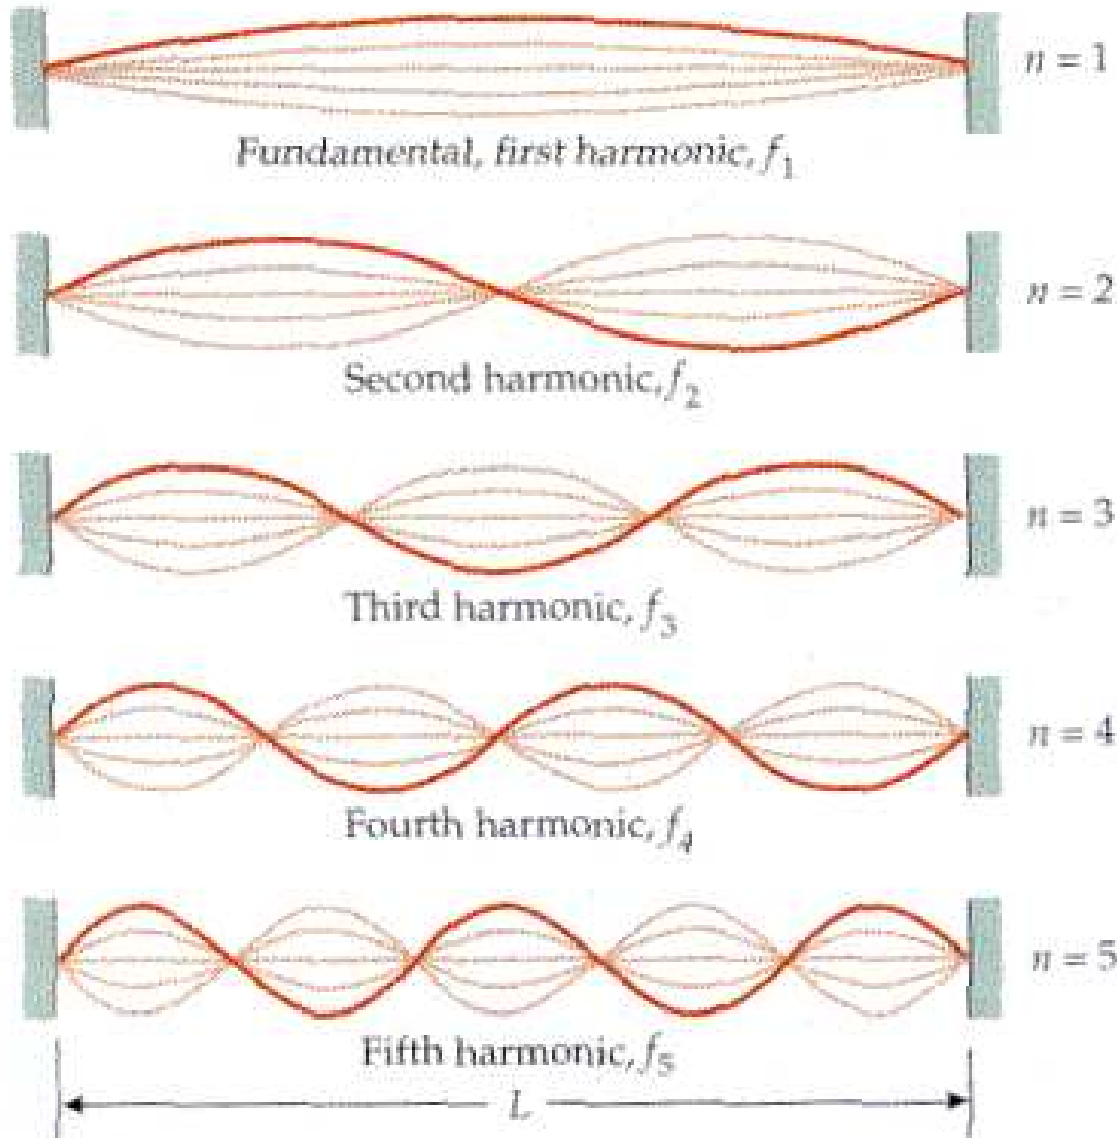 n = 1
Fundamental, first harmonic, f₁
n = 2
Second harmonic, f₂
n = 3
Third harmonic, f₃
n = 4
Fourth harmonic, f₄
n = 5
Fifth harmonic, f₅
L